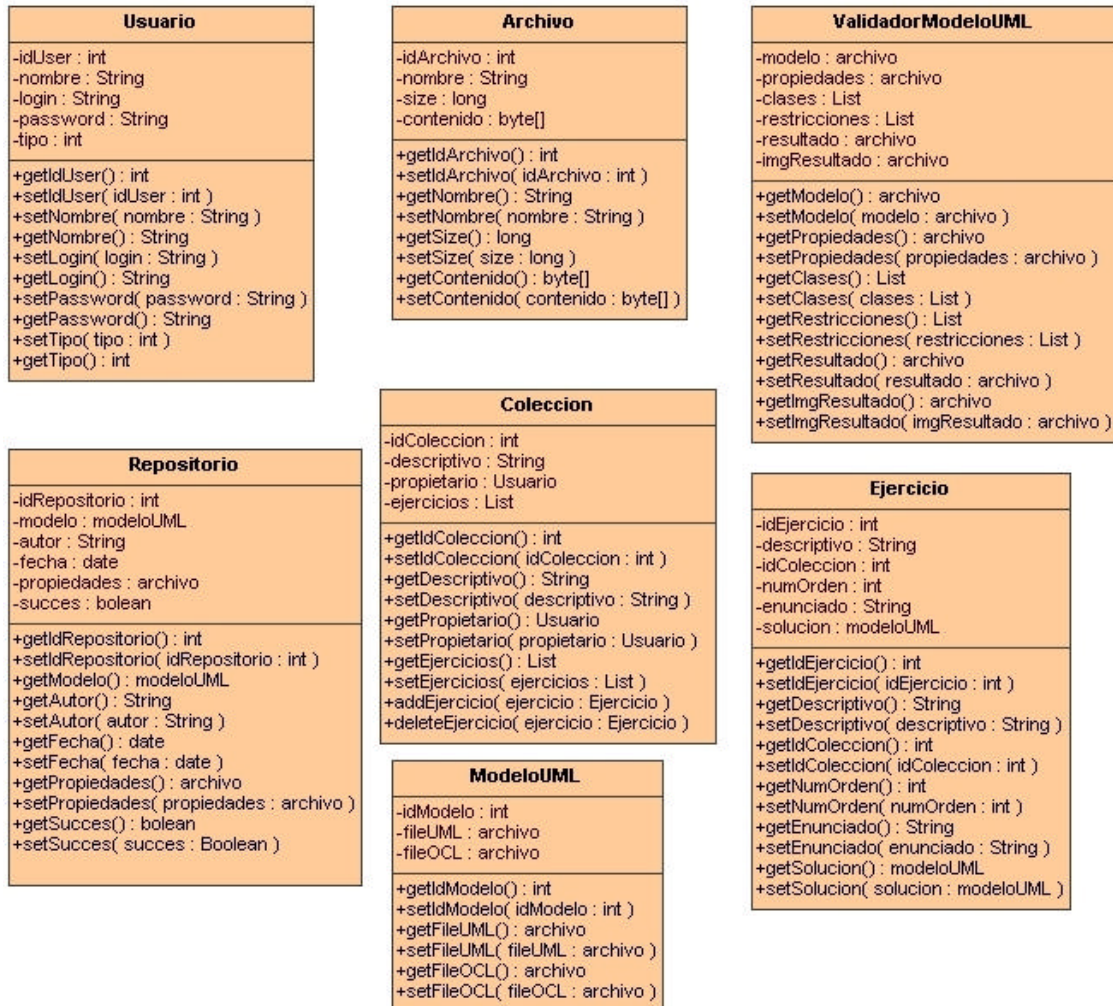 Usuario
-idUser : int
-nombre : String
-login : String
-password : String
-tipo : int
+getIdUser() : int
+setIdUser( idUser : int )
+setNombre( nombre : String )
+getNombre() : String
+setLogin( login : String )
+getLogin() : String
+setPassword( password : String )
+getPassword() : String
+setTipo( tipo : int )
+getTipo() : int
Archivo
-idArchivo : int
-nombre : String
-size : long
-contenido : byte[]
+getIdArchivo() : int
+setIdArchivo( idArchivo : int )
+getNombre() : String
+setNombre( nombre : String )
+getSize() : long
+setSize( size : long )
+getContenido() : byte[]
+setContenido( contenido : byte[] )
ValidadorModeloUML
-modelo : archivo
-propiedades : archivo
-clases : List
-restricciones : List
-resultado : archivo
-imgResultado : archivo
+getModelo() : archivo
+setModelo( modelo : archivo )
+getPropiedades() : archivo
+setPropiedades( propiedades : archivo )
+getClases() : List
+setClases( clases : List )
+getRestricciones() : List
+setRestricciones( restricciones : List )
+getResultado() : archivo
+setResultado( resultado : archivo )
+getImgResultado() : archivo
+setImgResultado( imgResultado : archivo )
Repositorio
-idRepositorio : int
-modelo : modeloUML
-autor : String
-fecha : date
-propiedades : archivo
-succes : bolean
+getIdRepositorio() : int
+setIdRepositorio( idRepositorio : int )
+getModelo() : modeloUML
+getAutor() : String
+setAutor( autor : String )
+getFecha() : date
+setFecha( fecha : date )
+getPropiedades() : archivo
+setPropiedades( propiedades : archivo )
+getSucces() : bolean
+setSucces( succes : Boolean )
Coleccion
-idColeccion : int
-descriptivo : String
-propietario : Usuario
-ejercicios : List
+getIdColeccion() : int
+setIdColeccion( idColeccion : int )
+getDescriptivo() : String
+setDescriptivo( descriptivo : String )
+getPropietario() : Usuario
+setPropietario( propietario : Usuario )
+getEjercicios() : List
+setEjercicios( ejercicios : List )
+addEjercicio( ejercicio : Ejercicio )
+deleteEjercicio( ejercicio : Ejercicio )
ModeloUML
-idModelo : int
-fileUML : archivo
-fileOCL : archivo
+getIdModelo() : int
+setIdModelo( idModelo : int )
+getFileUML() : archivo
+setFileUML( fileUML : archivo )
+getFileOCL() : archivo
+setFileOCL( fileOCL : archivo )
Ejercicio
-idEjercicio : int
-descriptivo : String
-idColeccion : int
-numOrden : int
-enunciado : String
-solucion : modeloUML
+getIdEjercicio() : int
+setIdEjercicio( idEjercicio : int )
+getDescriptivo() : String
+setDescriptivo( descriptivo : String )
+getIdColeccion() : int
+setIdColeccion( idColeccion : int )
+getNumOrden() : int
+setNumOrden( numOrden : int )
+getEnunciado() : String
+setEnunciado( enunciado : String )
+getSolucion() : modeloUML
+setSolucion( solucion : modeloUML )